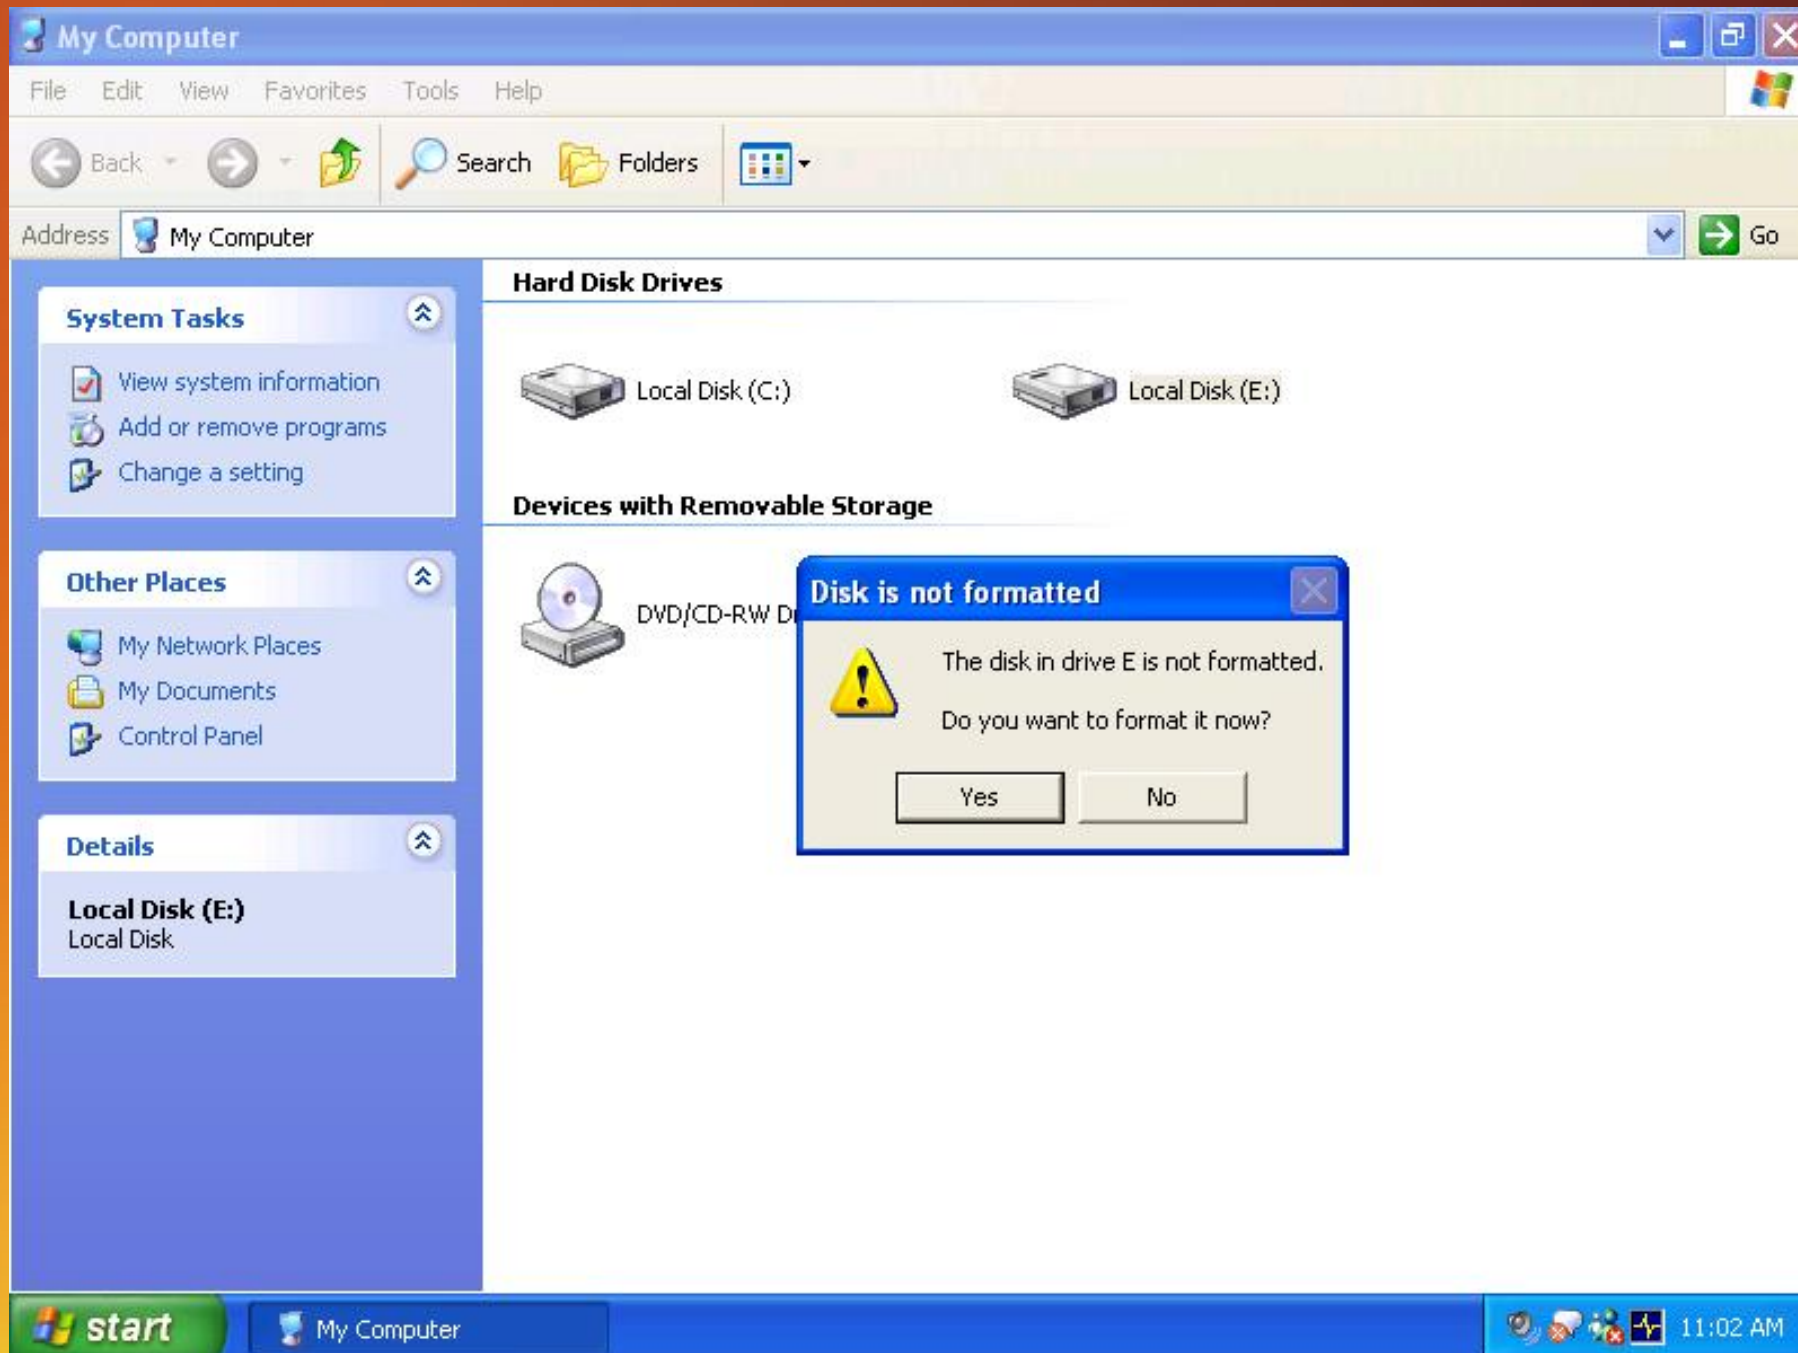 My Computer
File Edit View Favorites Tools Help
Back Search Folders
Address My Computer Go
System Tasks
View system information
Add or remove programs
Change a setting
Other Places
My Network Places
My Documents
Control Panel
Details
Local Disk (E:)
Local Disk
Hard Disk Drives
Local Disk (C:) Local Disk (E:)
Devices with Removable Storage
DVD/CD-RW
Disk is not formatted
The disk in drive E is not formatted.
Do you want to format it now?
Yes No
start My Computer 11:02 AM